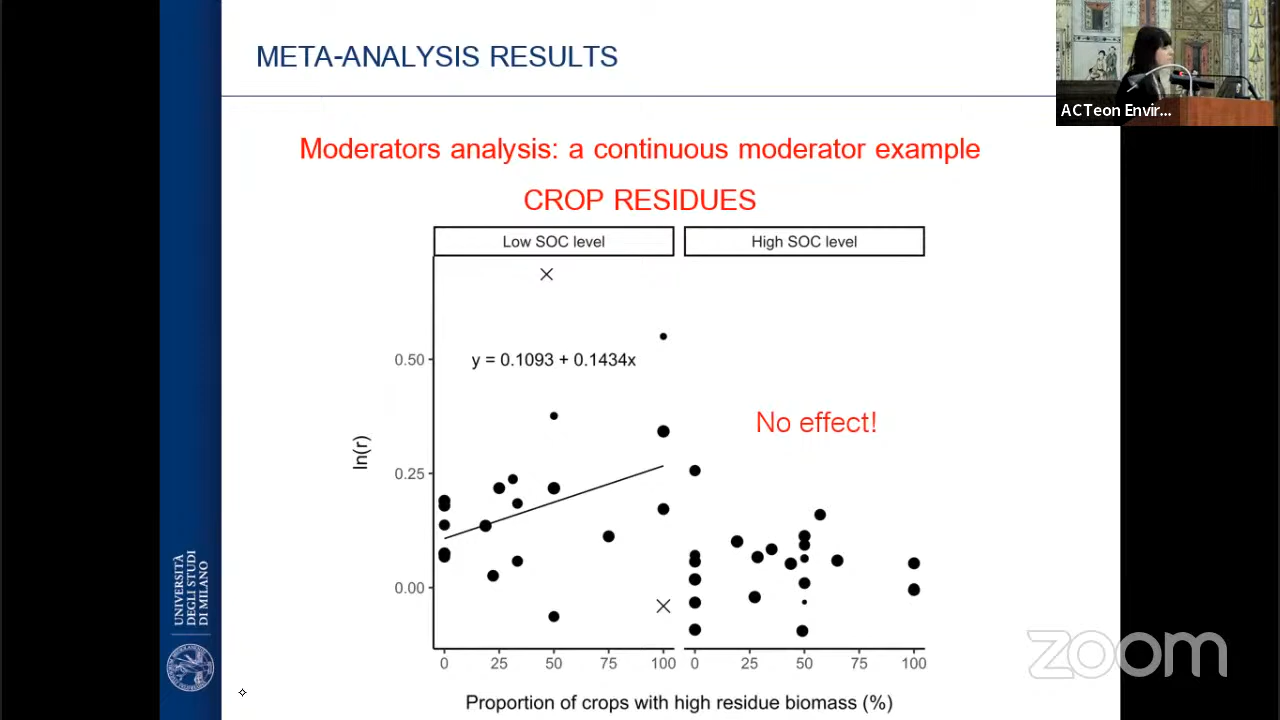 META-ANALYSIS RESULTS
ACTeon Envir...
Moderators analysis: a continuous moderator example
CROP RESIDUES
Low SOC level
High SOC level
y = 0.1093 + 0.1434x
No effect!
ln(r)
0.50
0.25
0.00
0 25 50 75 100
0 25 50 75 100
Proportion of crops with high residue biomass (%)
UNIVERSITÀ
DEGLI STUDI
DI MILANO
zoom